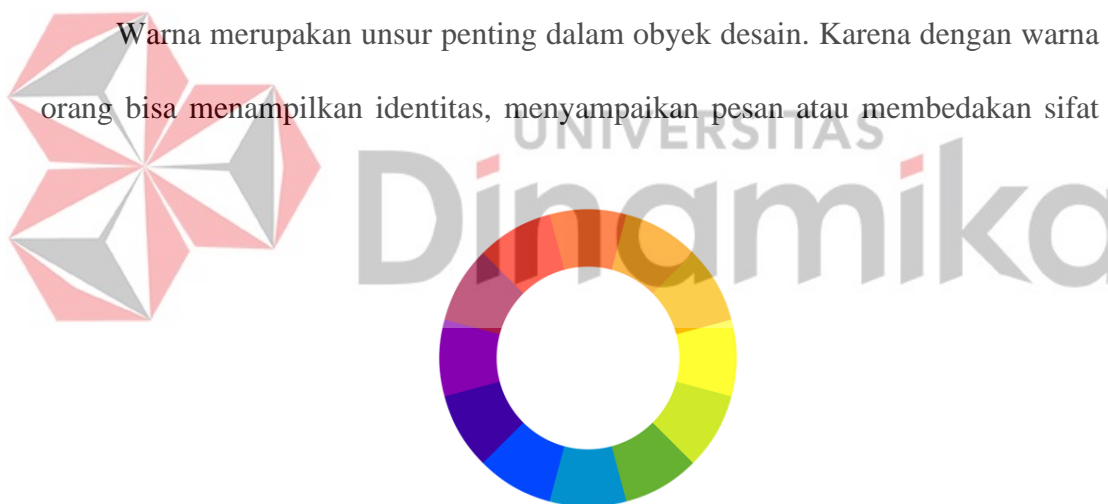 Warna merupakan unsur penting dalam obyek desain. Karena dengan warna
orang bisa menampilkan identitas, menyampaikan pesan atau membedakan sifat
UNIVERSITAS
Dinamika